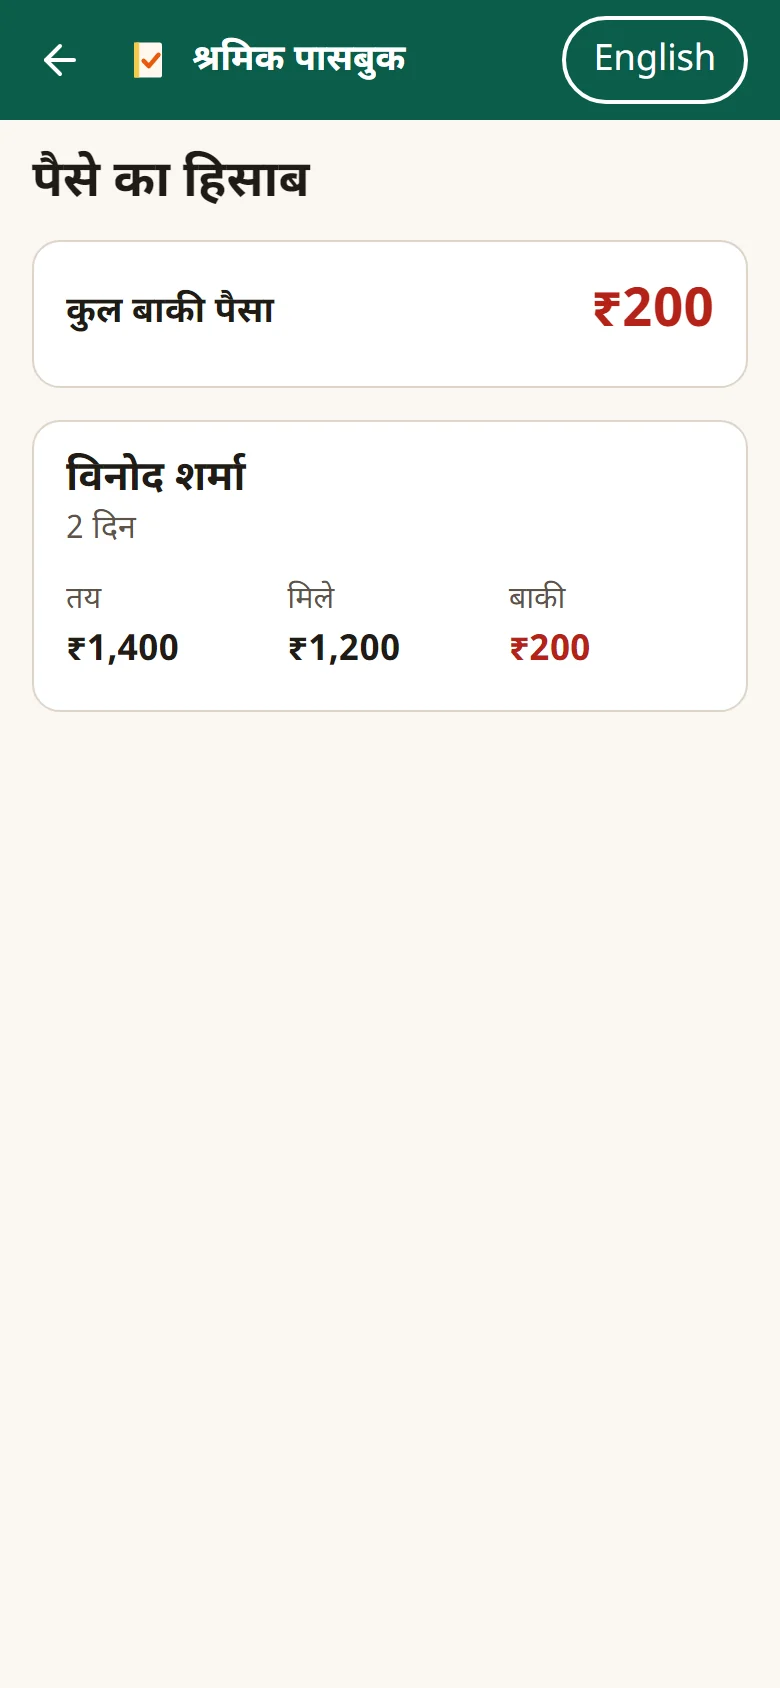 श्रमिक पासबुक
English
पैसे का हिसाब
कुल बाकी पैसा ₹200
विनोद शर्मा
2 दिन
तय मिले बाकी
₹1,400 ₹1,200 ₹200